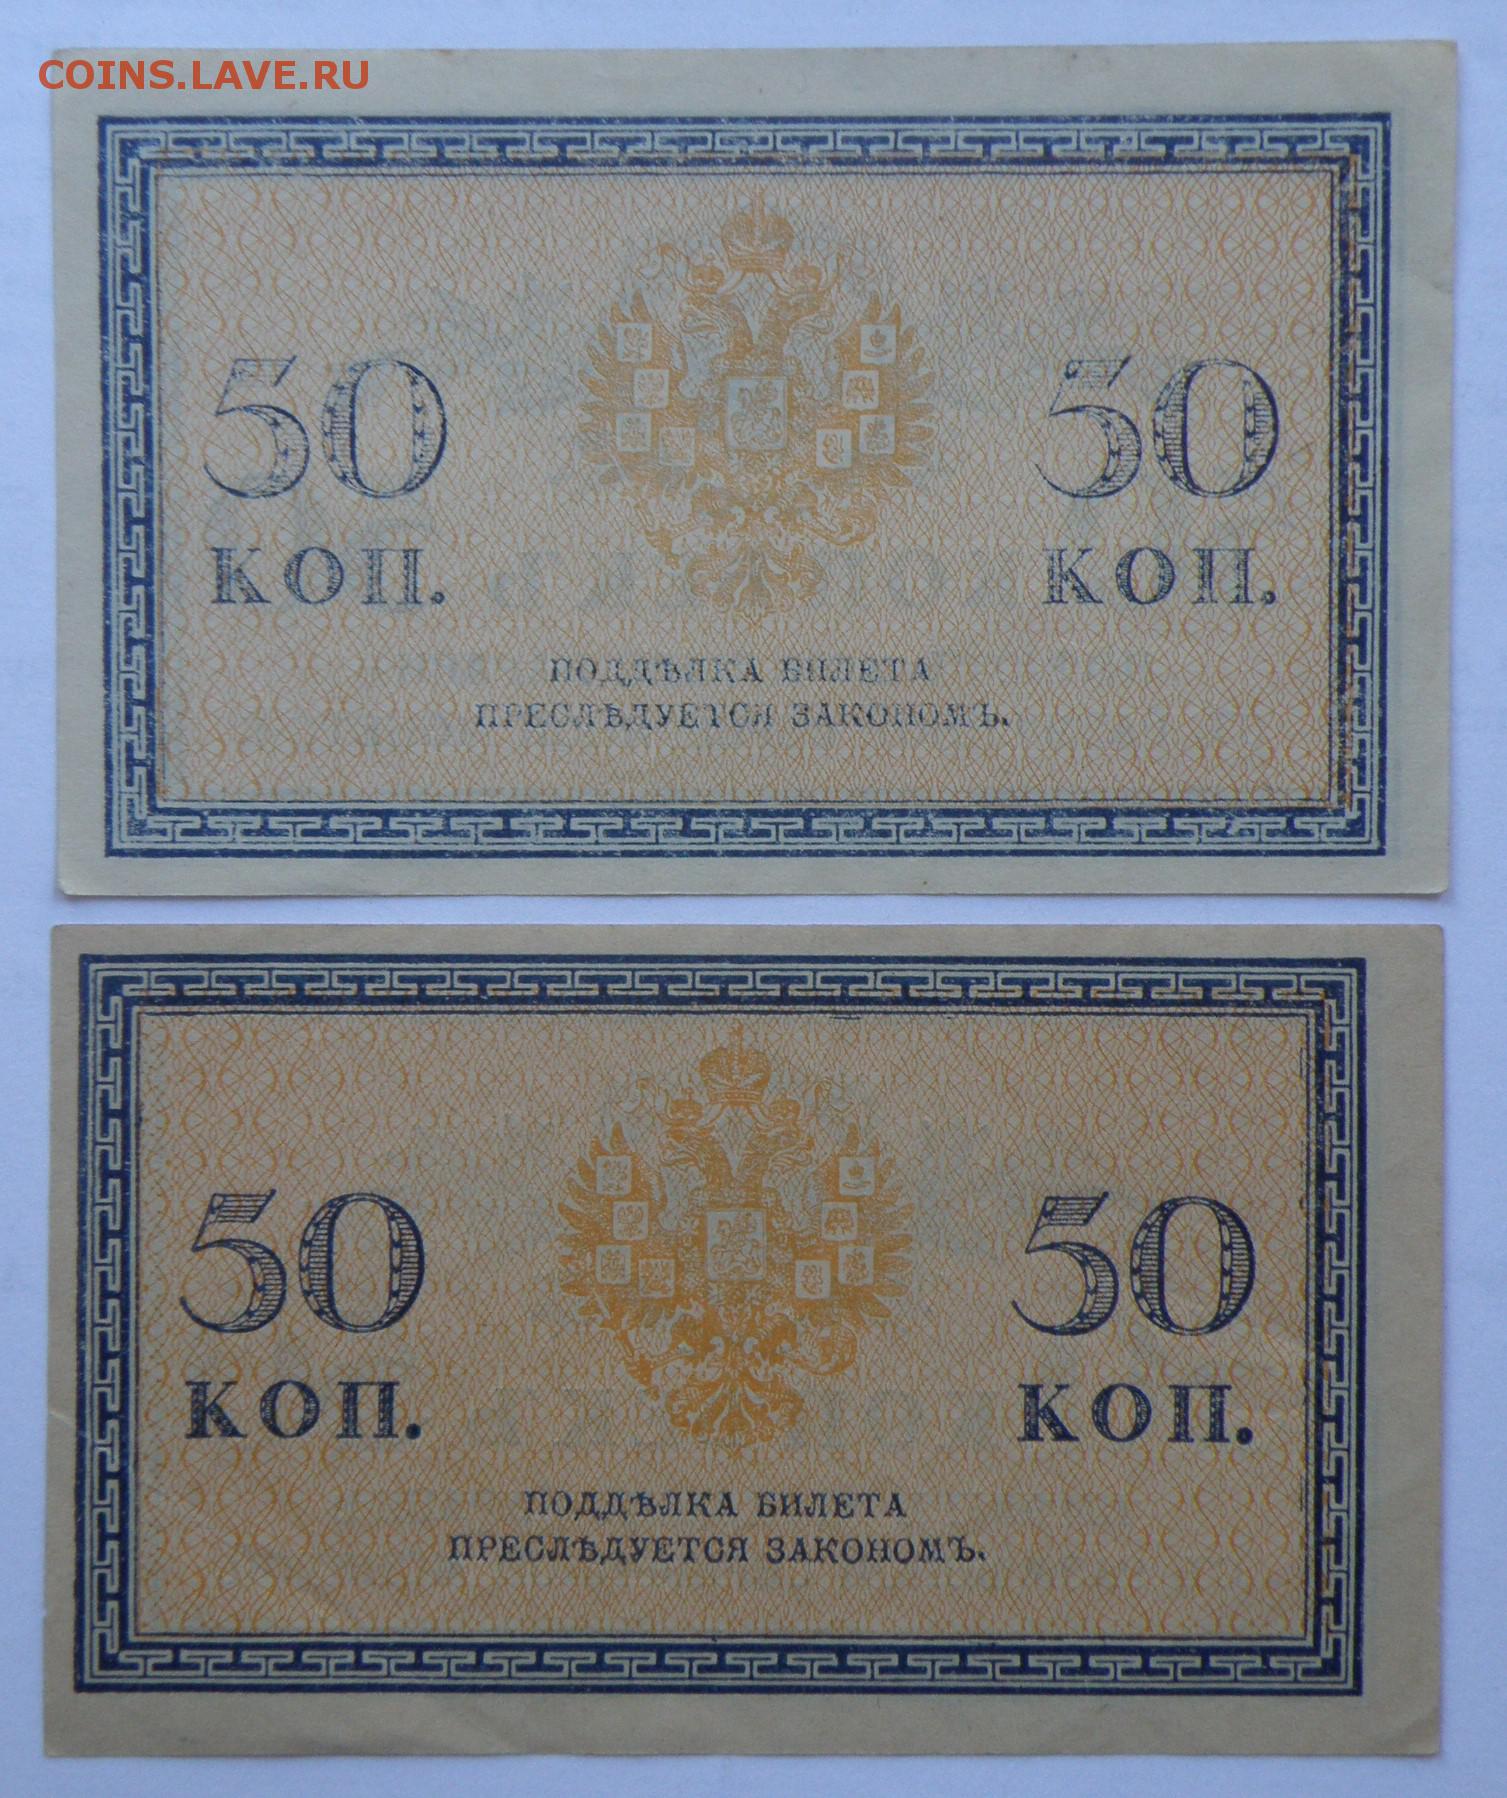 COINS.LAVE.RU
50 50
КОП. КОП.
ПОДДѢЛКА БИЛЕТА
ПРЕСЛѢДУЕТСЯ ЗАКОНОМЪ.
50 50
КОП. КОП.
ПОДДѢЛКА БИЛЕТА
ПРЕСЛѢДУЕТСЯ ЗАКОНОМЪ.